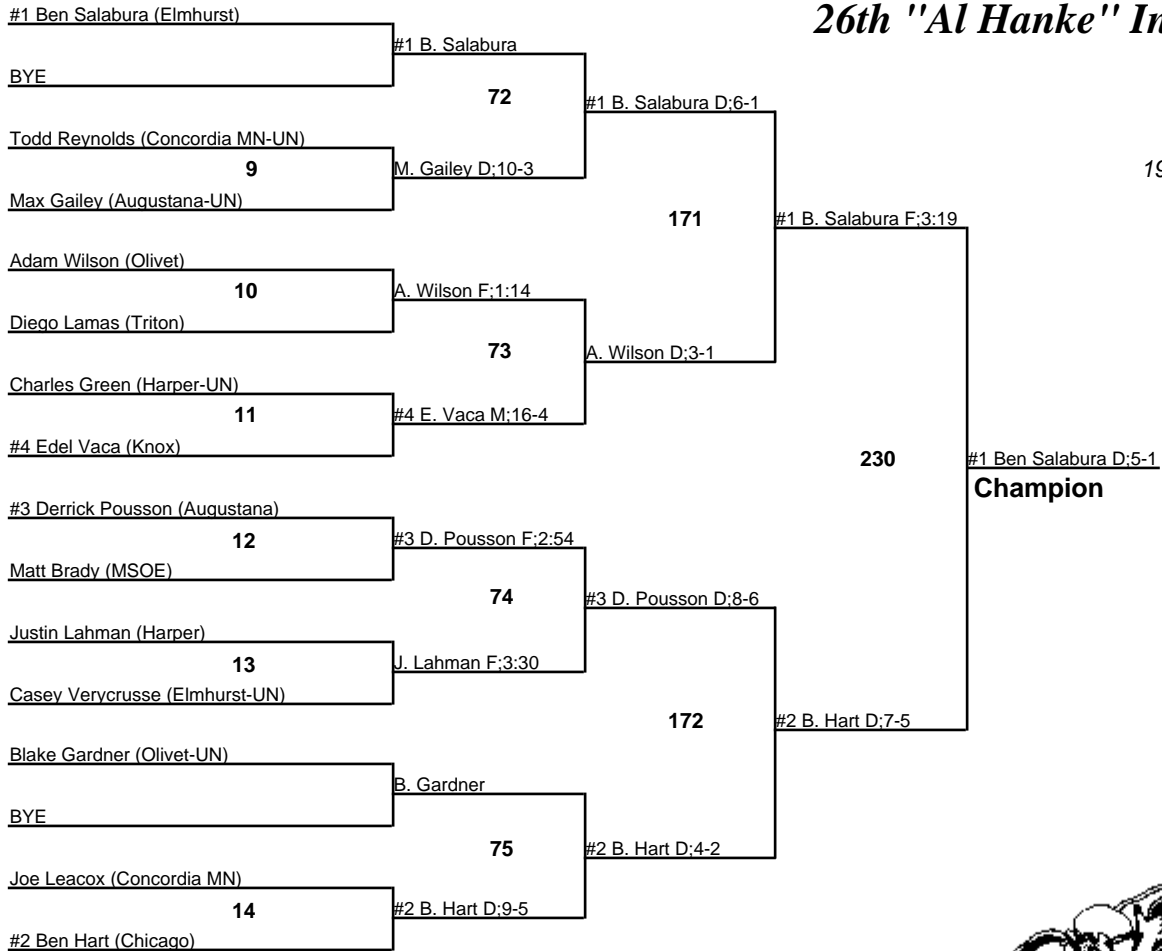 26th "Al Hanke" In
19
#1 Ben Salabura (Elmhurst)
BYE
Todd Reynolds (Concordia MN-UN)
9
Max Gailey (Augustana-UN)
Adam Wilson (Olivet)
10
Diego Lamas (Triton)
Charles Green (Harper-UN)
11
#4 Edel Vaca (Knox)
#3 Derrick Pousson (Augustana)
12
Matt Brady (MSOE)
Justin Lahman (Harper)
13
Casey Verycrusse (Elmhurst-UN)
Blake Gardner (Olivet-UN)
BYE
Joe Leacox (Concordia MN)
14
#2 Ben Hart (Chicago)
#1 B. Salabura
72
M. Gailey D;10-3
A. Wilson F;1:14
73
#4 E. Vaca M;16-4
#3 D. Pousson F;2:54
74
J. Lahman F;3:30
B. Gardner
75
#2 B. Hart D;9-5
#1 B. Salabura D;6-1
171
A. Wilson D;3-1
#3 D. Pousson D;8-6
172
#2 B. Hart D;4-2
#1 B. Salabura F;3:19
230
#2 B. Hart D;7-5
#1 Ben Salabura D;5-1
Champion